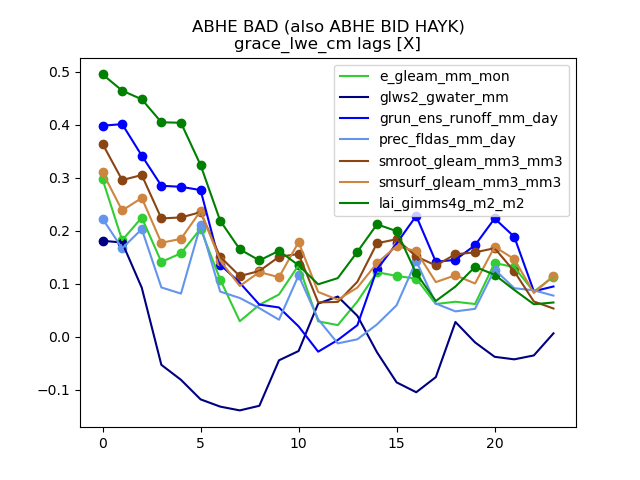 ABHE BAD (also ABHE BID HAYK)
grace_lwe_cm lags [X]
0.5
0.4
0.3
0.2
0.1
0.0
−0.1
0
5
10
15
20
e_gleam_mm_mon
glws2_gwater_mm
grun_ens_runoff_mm_day
prec_fldas_mm_day
smroot_gleam_mm3_mm3
smsurf_gleam_mm3_mm3
lai_gimms4g_m2_m2